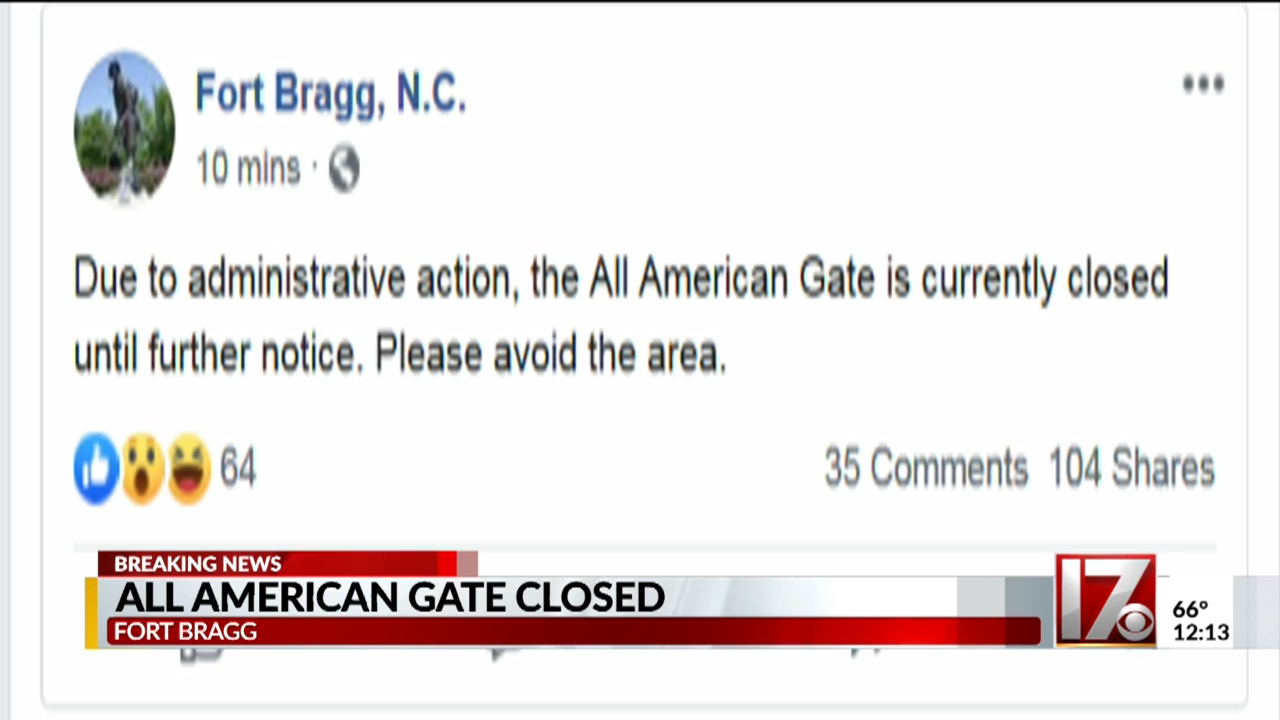 Fort Bragg, N.C.
10 mins ·
Due to administrative action, the All American Gate is currently closed
until further notice. Please avoid the area.
64
35 Comments 104 Shares
BREAKING NEWS
ALL AMERICAN GATE CLOSED
FORT BRAGG
17
66°
12:13